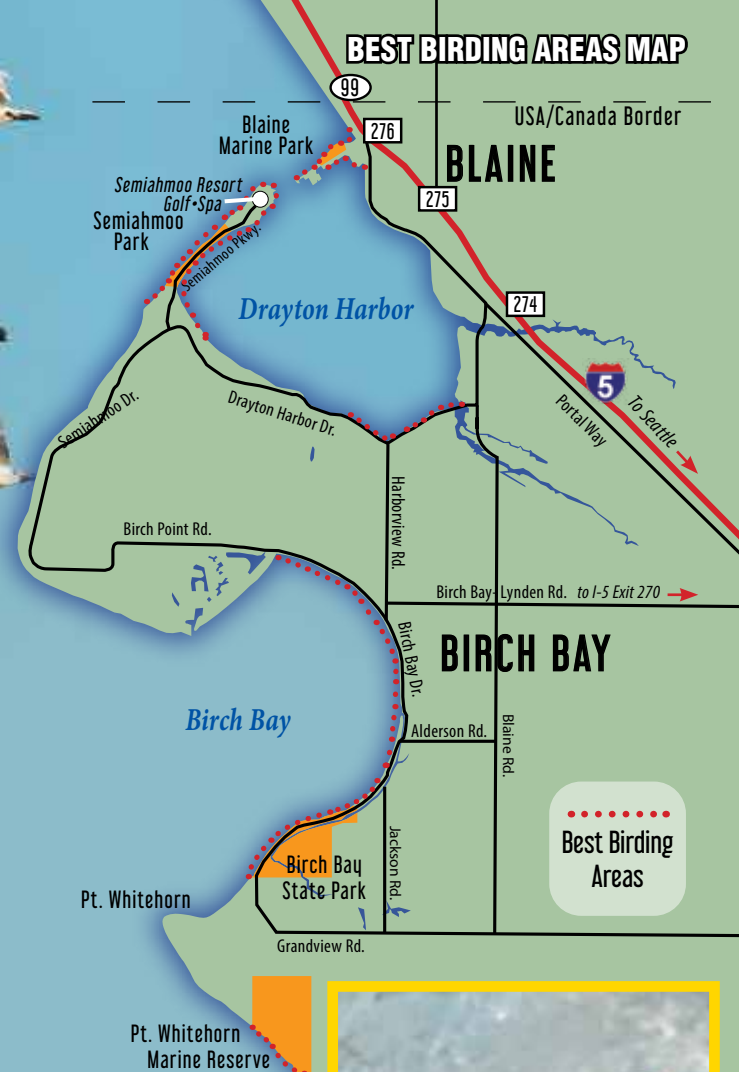 BEST BIRDING AREAS MAP
99
USA/Canada Border
Blaine
Marine Park
276
BLAINE
275
Semiahmoo Resort
Golf•Spa
Semiahmoo
Park
Semiahmoo Pkwy.
Drayton Harbor
274
5
To Seattle
Portal Way
Semiahmoo Dr.
Drayton Harbor Dr.
Harborview Rd.
Birch Point Rd.
Birch Bay-Lynden Rd. to I-5 Exit 270
Birch Bay Dr.
BIRCH BAY
Birch Bay
Alderson Rd.
Blaine Rd.
Best Birding
Areas
Jackson Rd.
Birch Bay
State Park
Pt. Whitehorn
Grandview Rd.
Pt. Whitehorn
Marine Reserve